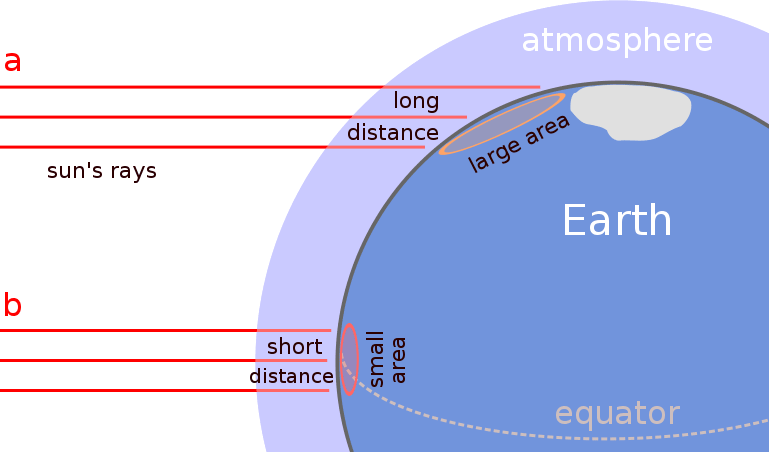 atmosphere
a
long
distance
large area
sun's rays
Earth
b
short
distance
small
area
equator